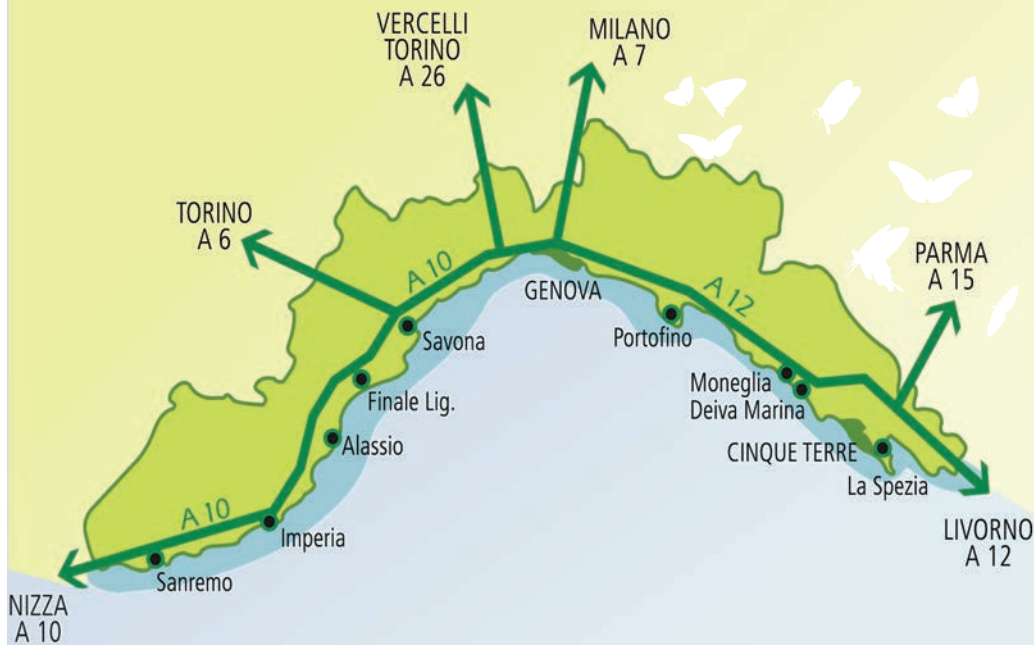 VERCELLI
TORINO
A 26
MILANO
A 7
TORINO
A 6
PARMA
A 15
A 10
GENOVA
A 12
Savona
Portofino
Finale Lig.
Moneglia
Deiva Marina
Alassio
CINQUE TERRE
La Spezia
A 10
Imperia
Sanremo
LIVORNO
A 12
NIZZA
A 10